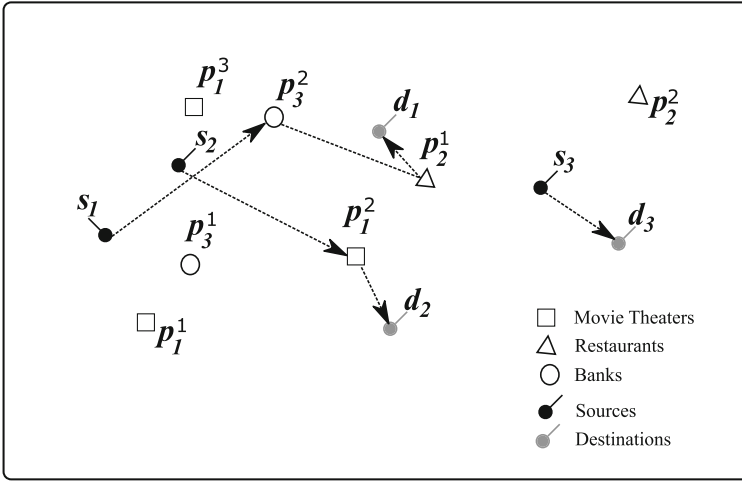 p₁³
p₃²
d₁
p₂²
s₂
p₂¹
s₃
s₁
p₃¹
p₁²
d₃
d₂
p₁¹
Movie Theaters
Restaurants
Banks
Sources
Destinations